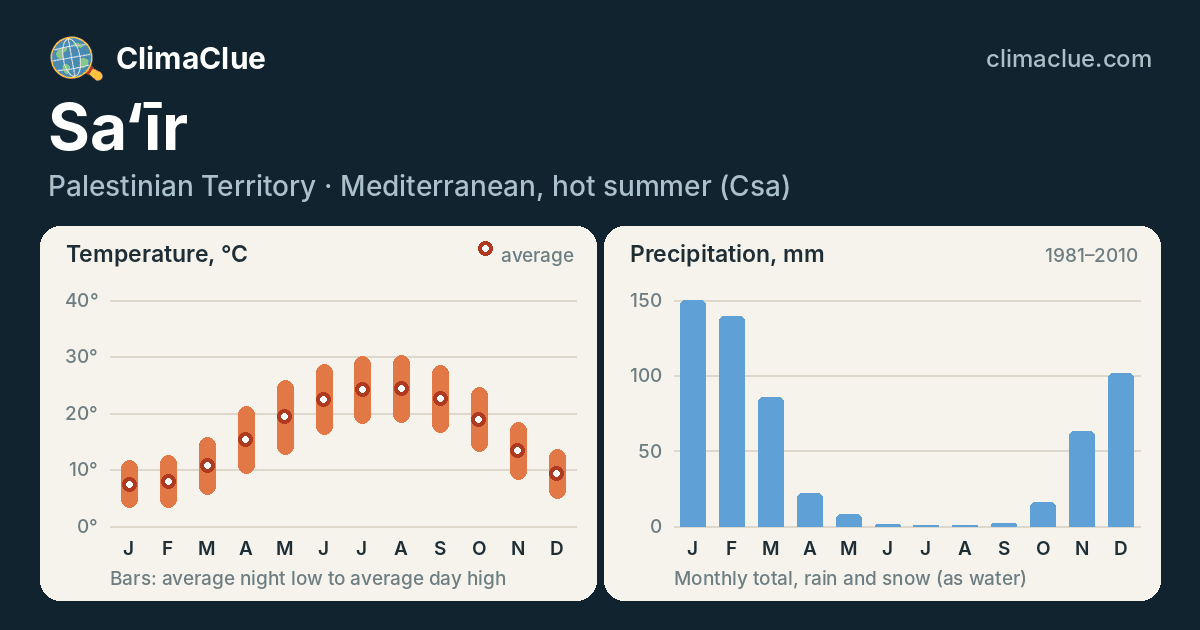 ClimaClue
climaclue.com
Sa‘īr
Palestinian Territory · Mediterranean, hot summer (Csa)
Temperature, °C
average
40°
30°
20°
10°
0°
J F M A M J J A S O N D
Bars: average night low to average day high
Precipitation, mm
1981–2010
150
100
50
0
J F M A M J J A S O N D
Monthly total, rain and snow (as water)